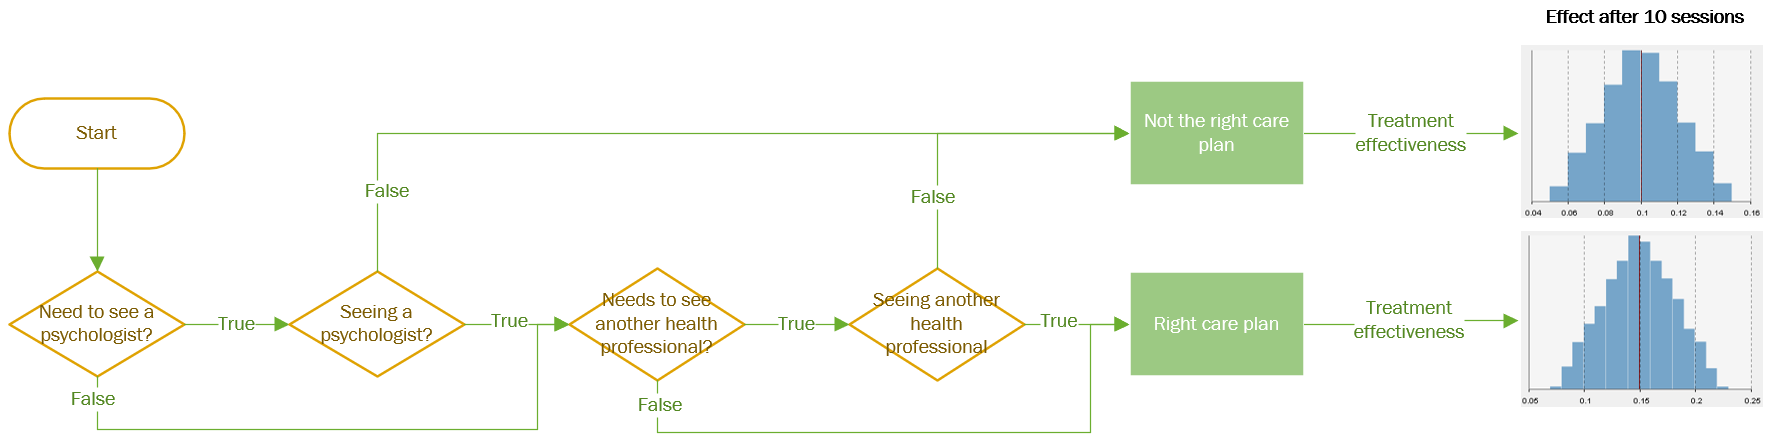 Effect after 10 sessions
Start
Not the right care
plan
Treatment
effectiveness
0.04 0.06 0.08 0.1 0.12 0.14 0.16
False
False
Need to see a
psychologist?
True
Seeing a
psychologist?
True
Needs to see
another health
professional?
True
Seeing another
health
professional
True
Right care plan
Treatment
effectiveness
0.05 0.1 0.15 0.2 0.25
False
False